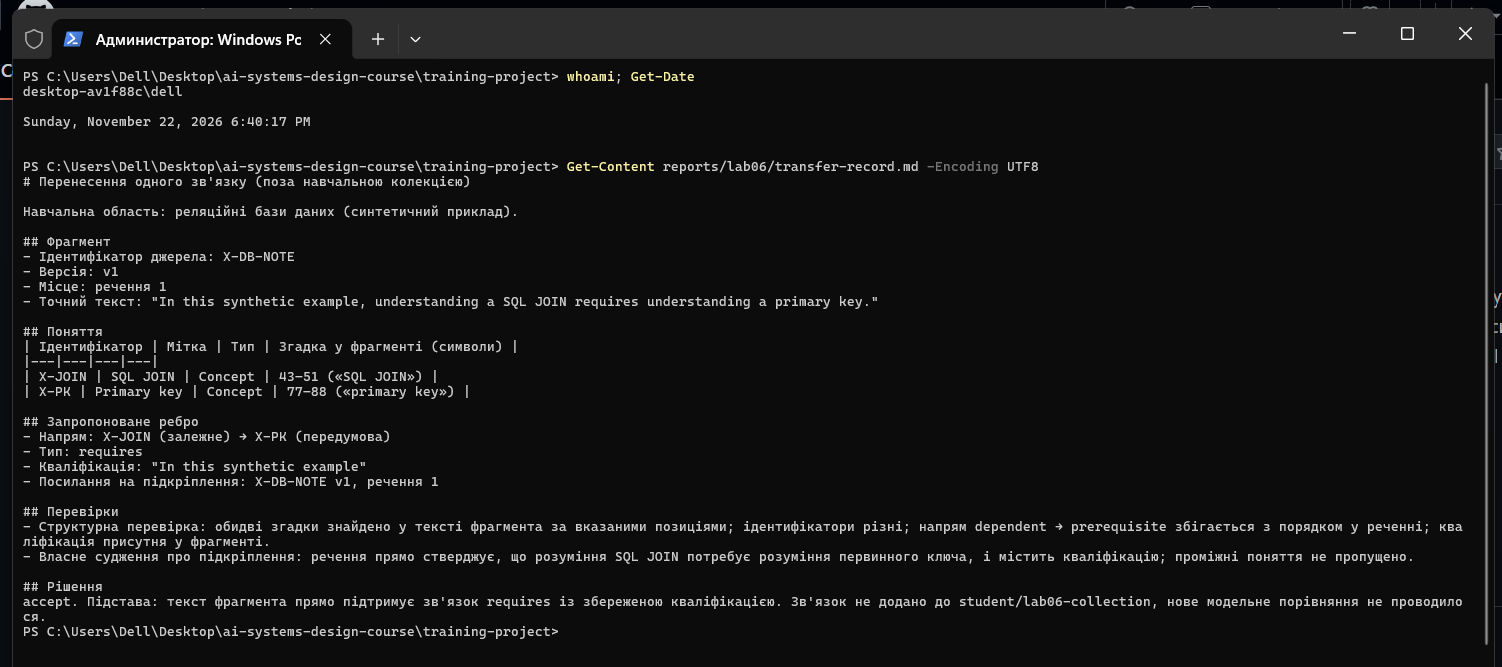 Администратор: Windows Pc
PS C:\Users\Dell\Desktop\ai-systems-design-course\training-project> whoami; Get-Date
desktop-av1f88c\dell
Sunday, November 22, 2026 6:40:17 PM
PS C:\Users\Dell\Desktop\ai-systems-design-course\training-project> Get-Content reports/lab06/transfer-record.md -Encoding UTF8
# Перенесення одного зв'язку (поза навчальною колекцією)
Навчальна область: реляційні бази даних (синтетичний приклад).
## Фрагмент
- Ідентифікатор джерела: X-DB-NOTE
- Версія: v1
- Місце: речення 1
- Точний текст: "In this synthetic example, understanding a SQL JOIN requires understanding a primary key."
## Поняття
| Ідентифікатор | Мітка | Тип | Згадка у фрагменті (символи) |
|---|---|---|---|
| X-JOIN | SQL JOIN | Concept | 43–51 («SQL JOIN») |
| X-PK | Primary key | Concept | 77–88 («primary key») |
## Запропоноване ребро
- Напрям: X-JOIN (залежне) → X-PK (передумова)
- Тип: requires
- Кваліфікація: "In this synthetic example"
- Посилання на підкріплення: X-DB-NOTE v1, речення 1
## Перевірки
- Структурна перевірка: обидві згадки знайдено у тексті фрагмента за вказаними позиціями; ідентифікатори різні; напрям dependent → prerequisite збігається з порядком у реченні; ква
ліфікація присутня у фрагменті.
- Власне судження про підкріплення: речення прямо стверджує, що розуміння SQL JOIN потребує розуміння первинного ключа, і містить кваліфікацію; проміжні поняття не пропущено.
## Рішення
accept. Підстава: текст фрагмента прямо підтримує зв'язок requires із збереженою кваліфікацією. Зв'язок не додано до student/lab06-collection, нове модельне порівняння не проводило
ся.
PS C:\Users\Dell\Desktop\ai-systems-design-course\training-project>